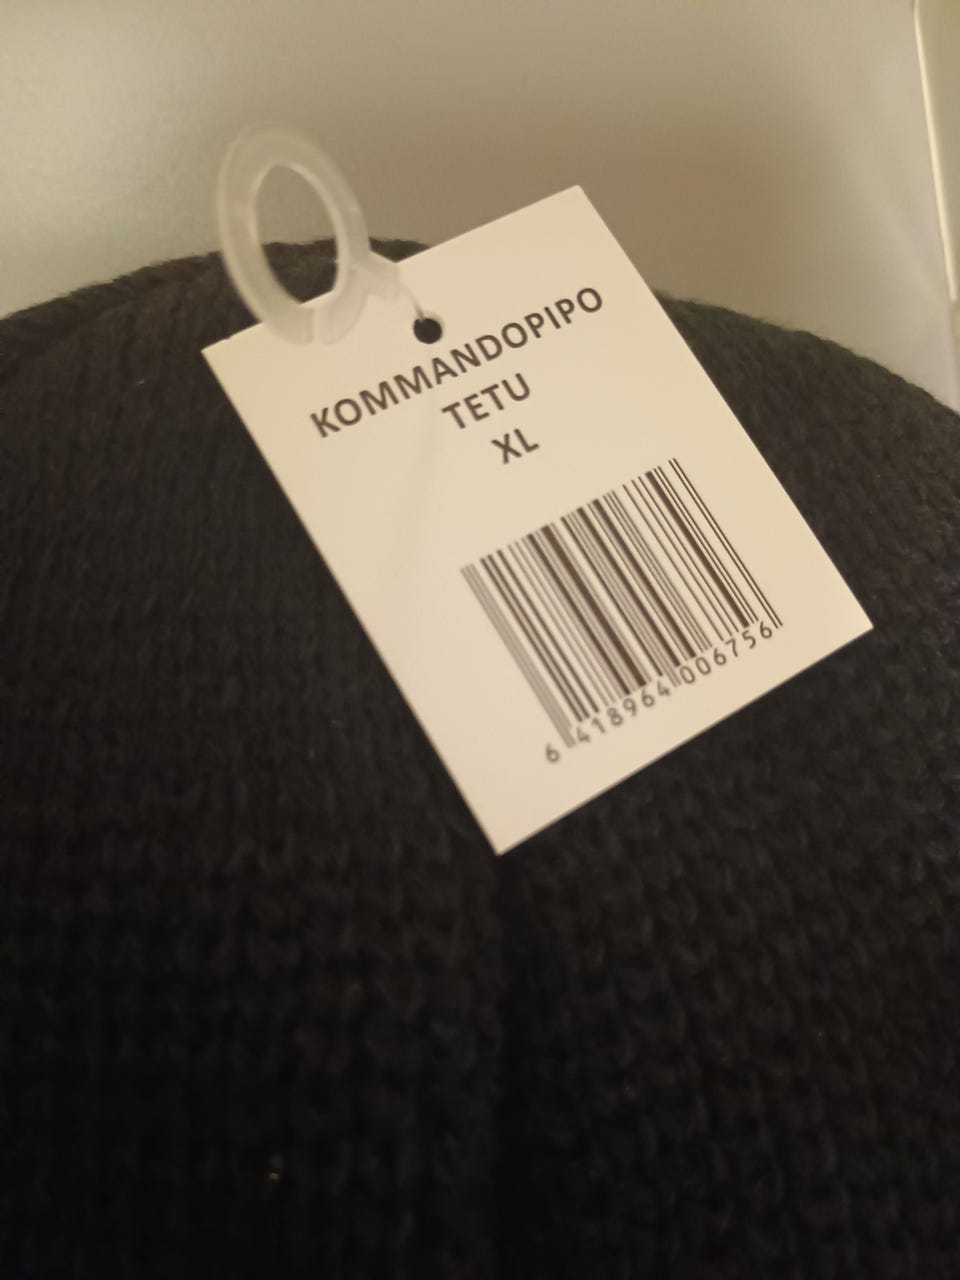 KOMMANDOPIPO
TETU
XL
6 418964 006756